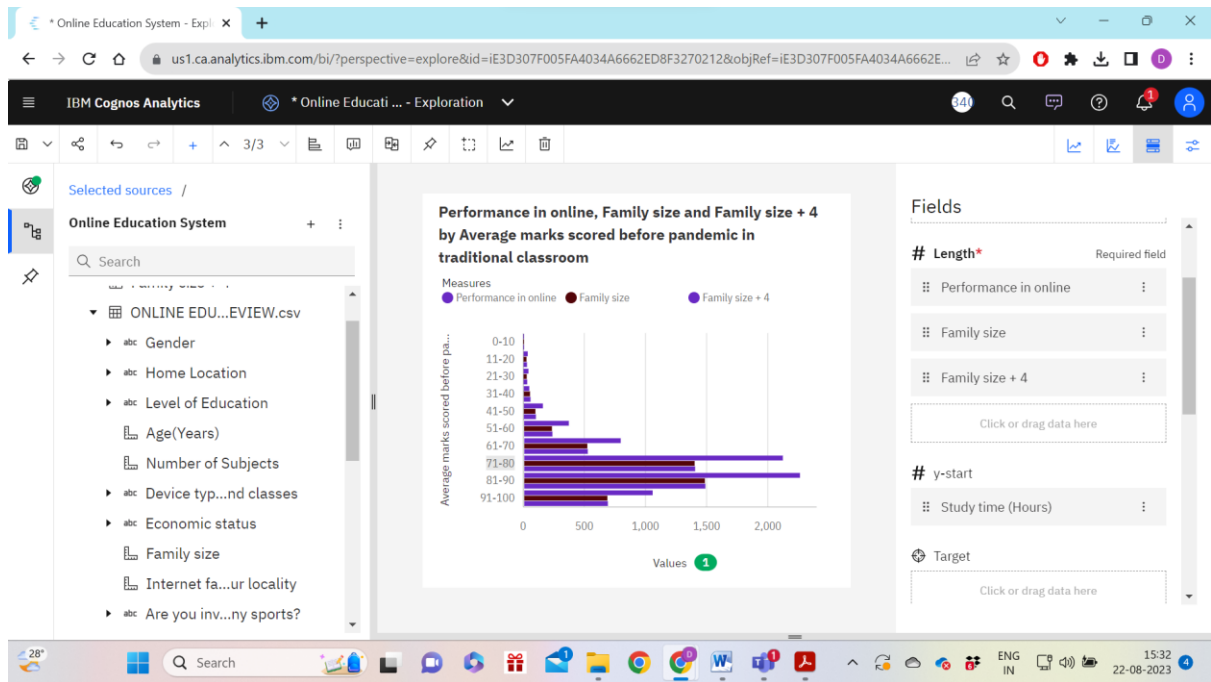 * Online Education System - Expl
us1.ca.analytics.ibm.com/bi/?perspective=explore&id=iE3D307F005FA4034A6662ED8F3270212&objRef=iE3D307F005FA4034A6662E...
D
IBM Cognos Analytics
* Online Educati ... - Exploration
340
1
3/3
Selected sources /
Online Education System
Search
ONLINE EDU...EVIEW.csv
abc Gender
abc Home Location
abc Level of Education
Age(Years)
Number of Subjects
abc Device typ...nd classes
abc Economic status
Family size
Internet fa...ur locality
abc Are you inv...ny sports?
Performance in online, Family size and Family size + 4
by Average marks scored before pandemic in
traditional classroom
Measures
Performance in online Family size Family size + 4
Average marks scored before pa...
0-10
11-20
21-30
31-40
41-50
51-60
61-70
71-80
81-90
91-100
0 500 1,000 1,500 2,000
Values 1
Fields
# Length* Required field
Performance in online
Family size
Family size + 4
Click or drag data here
# y-start
Study time (Hours)
Target
Click or drag data here
28°
Search
1
D
1
6
ENG
IN
15:32
22-08-2023
4